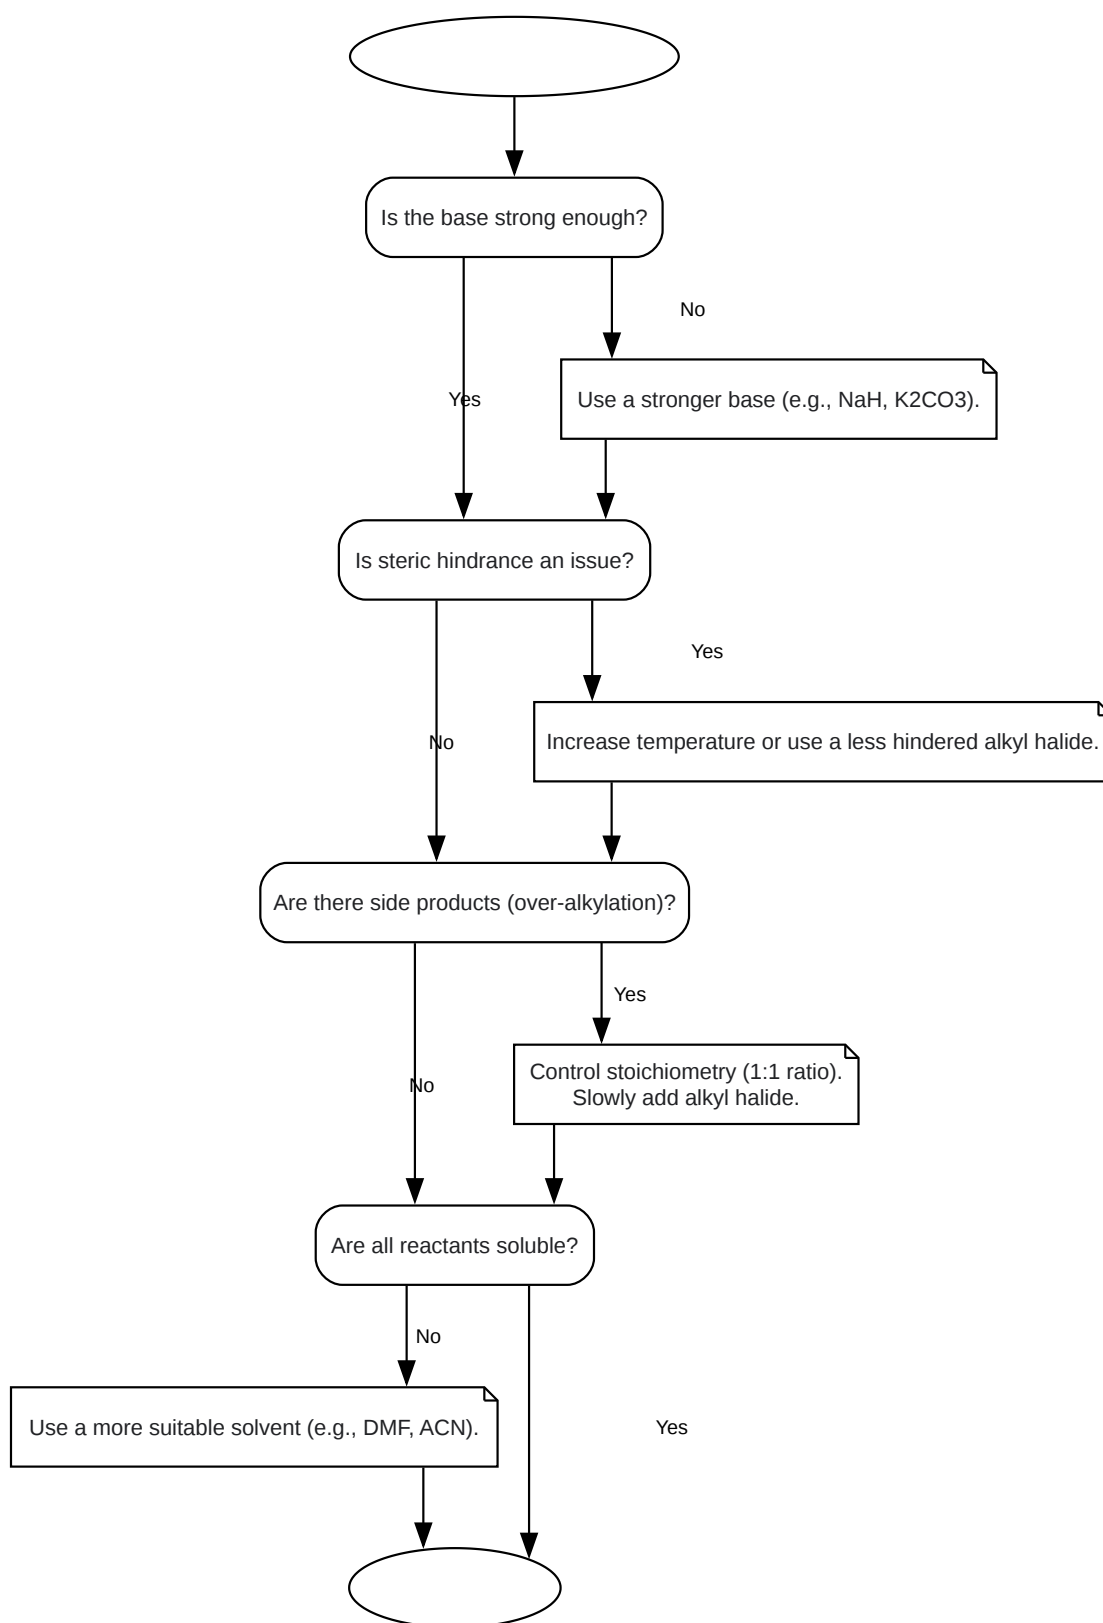 Is the base strong enough?
No
Use a stronger base (e.g., NaH, K2CO3).
Yes
Is steric hindrance an issue?
Yes
Increase temperature or use a less hindered alkyl halide.
No
Are there side products (over-alkylation)?
Yes
Control stoichiometry (1:1 ratio).
Slowly add alkyl halide.
No
Are all reactants soluble?
No
Use a more suitable solvent (e.g., DMF, ACN).
Yes